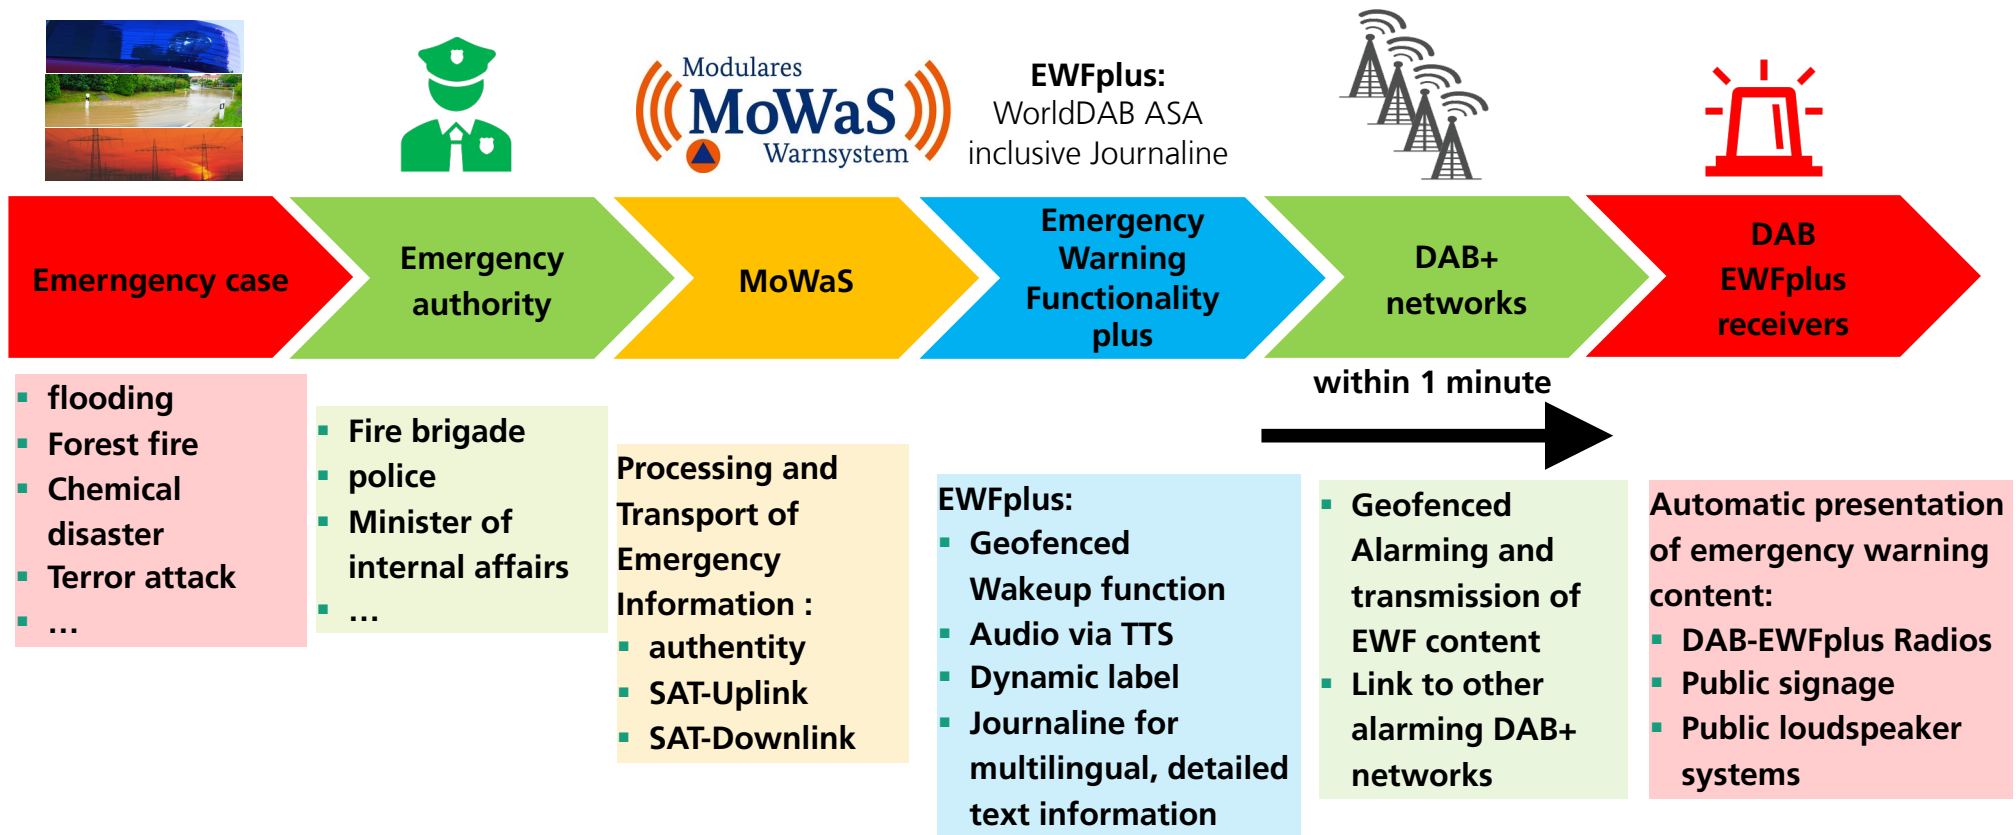 Modulares
MoWaS
Warnsystem
EWFplus:
WorldDAB ASA
inclusive Journaline
Emerngency case
Emergency
authority
MoWaS
Emergency
Warning
Functionality
plus
DAB+
networks
DAB
EWFplus
receivers
within 1 minute
▪ flooding
▪ Forest fire
▪ Chemical
disaster
▪ Terror attack
▪ ...
▪ Fire brigade
▪ police
▪ Minister of
internal affairs
▪ ...
Processing and
Transport of
Emergency
Information :
▪ authentity
▪ SAT-Uplink
▪ SAT-Downlink
EWFplus:
▪ Geofenced
Wakeup function
▪ Audio via TTS
▪ Dynamic label
▪ Journaline for
multilingual, detailed
text information
▪ Geofenced
Alarming and
transmission of
EWF content
▪ Link to other
alarming DAB+
networks
Automatic presentation
of emergency warning
content:
▪ DAB-EWFplus Radios
▪ Public signage
▪ Public loudspeaker
systems